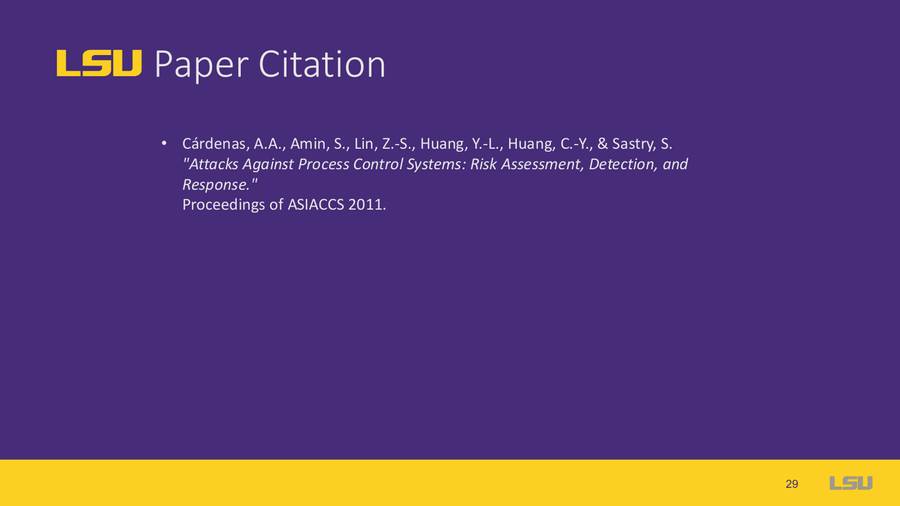 LSU Paper Citation
• Cárdenas, A.A., Amin, S., Lin, Z.-S., Huang, Y.-L., Huang, C.-Y., & Sastry, S.
"Attacks Against Process Control Systems: Risk Assessment, Detection, and
Response."
Proceedings of ASIACCS 2011.
29 LSU